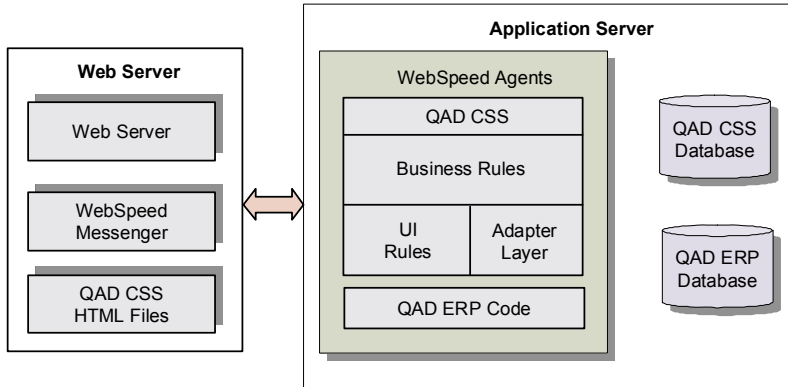 Application Server
Web Server
Web Server
WebSpeed
Messenger
QAD CSS
HTML Files
WebSpeed Agents
QAD CSS
Business Rules
UI
Rules
Adapter
Layer
QAD ERP Code
QAD CSS
Database
QAD ERP
Database